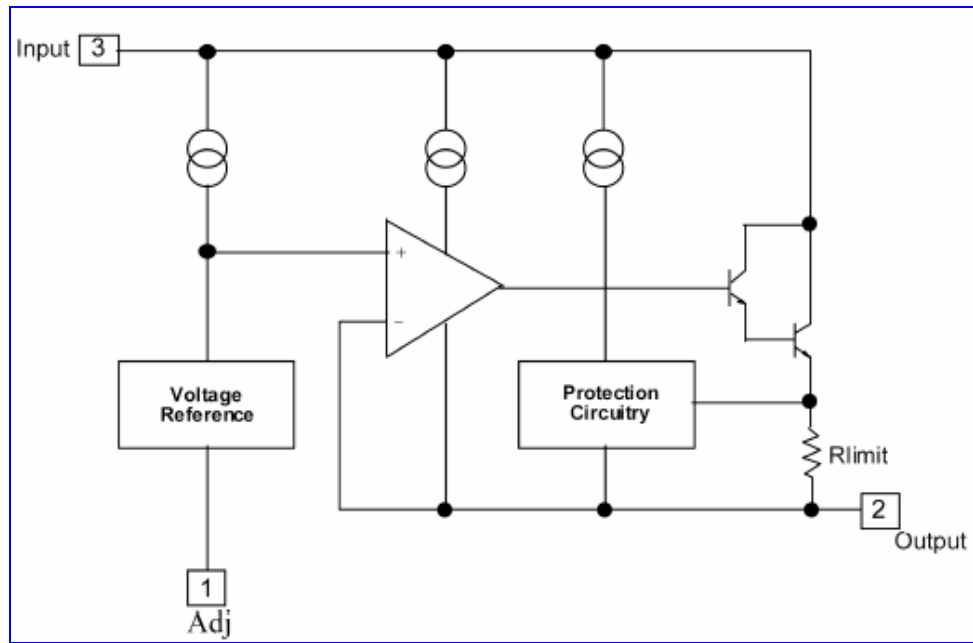 Input 3
+
−
Voltage
Reference
Protection
Circuitry
Rlimit
2
Output
1
Adj